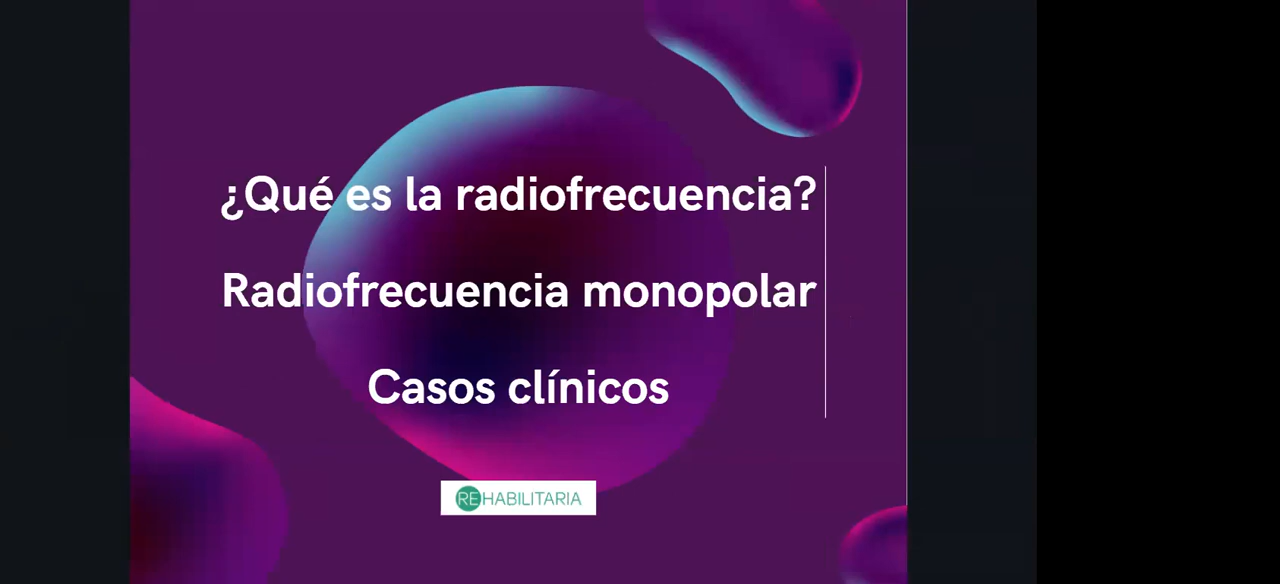 ¿Qué es la radiofrecuencia?
Radiofrecuencia monopolar
Casos clínicos
REHABILITARIA